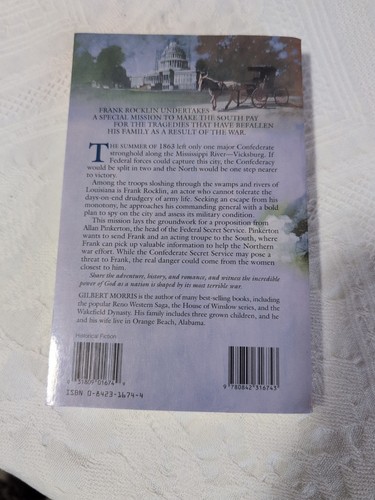 FRANK ROCKLIN UNDERTAKES
A SPECIAL MISSION TO MAKE THE SOUTH PAY
FOR THE TRAGEDIES THAT HAVE BEFALLEN
HIS FAMILY AS A RESULT OF THE WAR.
THE SUMMER OF 1863 left only one major Confederate
stronghold along the Mississippi River—Vicksburg. If
Federal forces could capture this city, the Confederacy
would be split in two and the North would be one step nearer
to victory.
Among the troops sloshing through the swamps and rivers of
Louisiana is Frank Rocklin, an actor who cannot tolerate the
days-on-end drudgery of army life. Seeking an escape from his
monotony, he approaches his commanding general with a bold
plan to spy on the city and assess its military condition.
This mission lays the groundwork for a proposition from
Allan Pinkerton, the head of the Federal Secret Service. Pinkerton
wants to send Frank and an acting troupe to the South, where
Frank can pick up valuable information to help the Northern
war effort. While the Confederate Secret Service may pose a
threat to Frank, the real danger could come from the women
closest to him.
Share the adventure, history, and romance, and witness the incredible
power of God as a nation is shaped by its most terrible war.
GILBERT MORRIS is the author of many best-selling books, including
the popular Reno Western Saga, the House of Winslow series, and the
Wakefield Dynasty. His family includes three grown children, and he
and his wife live in Orange Beach, Alabama.
Historical Fiction
ISBN 0-8423-1674-4
9 780842 316743